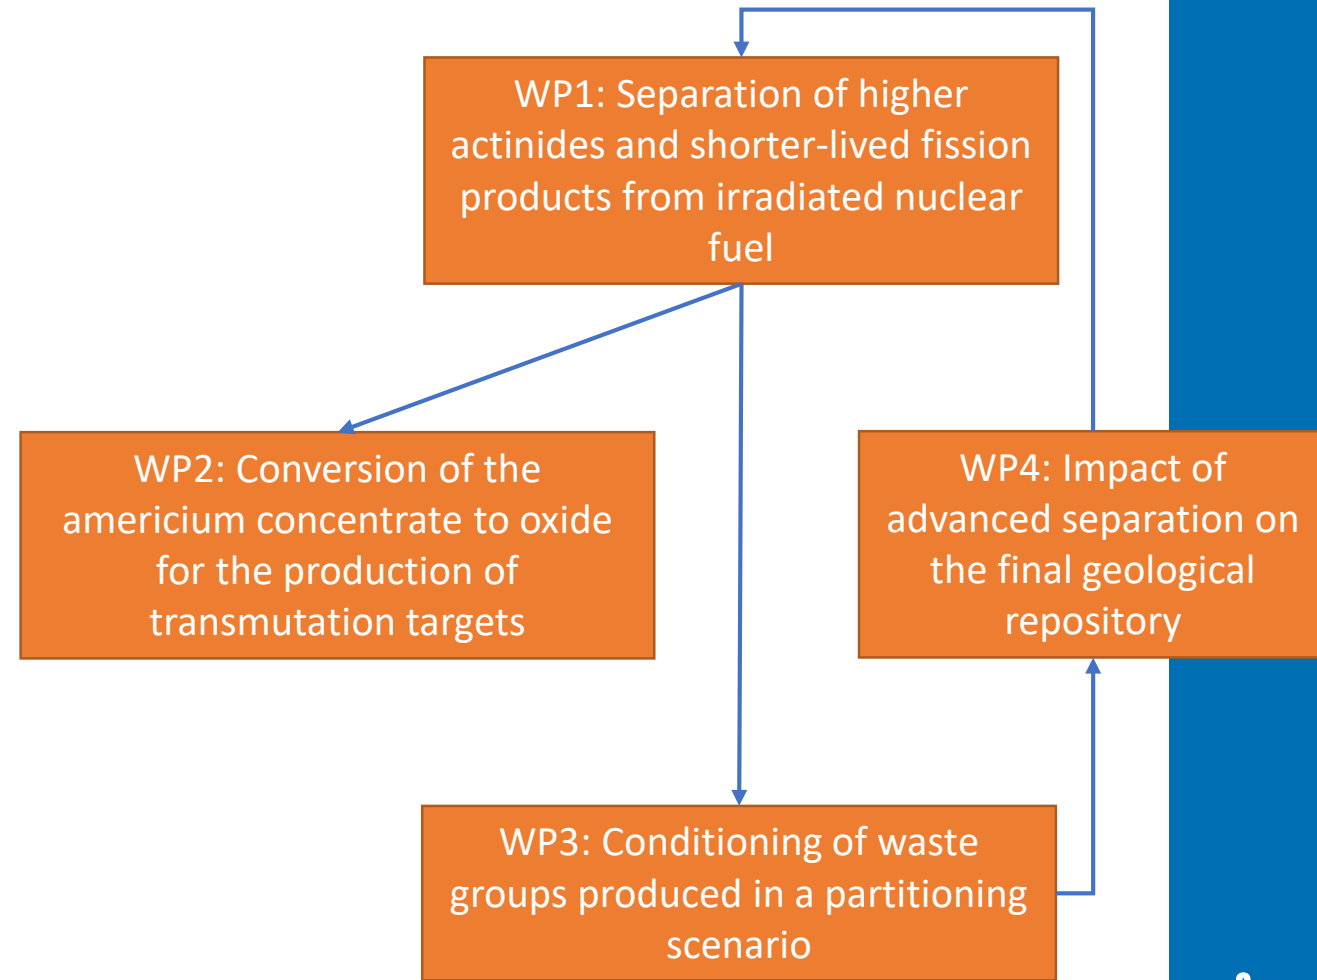 WP1: Separation of higher
actinides and shorter-lived fission
products from irradiated nuclear
fuel
WP2: Conversion of the
americium concentrate to oxide
for the production of
transmutation targets
WP4: Impact of
advanced separation on
the final geological
repository
WP3: Conditioning of waste
groups produced in a partitioning
scenario